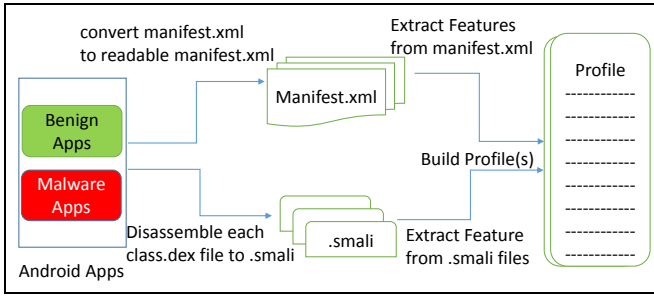 convert manifest.xml
to readable manifest.xml
Extract Features
from manifest.xml
Manifest.xml
Profile
------------
------------
------------
------------
------------
------------
------------
------------
Benign
Apps
Malware
Apps
Build Profile(s)
.smali
Disassemble each
class.dex file to .smali
Extract Feature
from .smali files
Android Apps